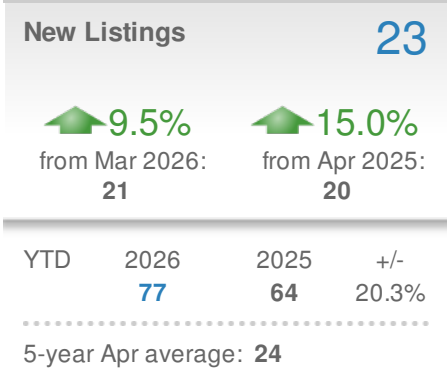 New Listings 23
9.5% 15.0%
from Mar 2026: from Apr 2025:
21 20
YTD 2026 2025 +/-
77 64 20.3%
5-year Apr average: 24